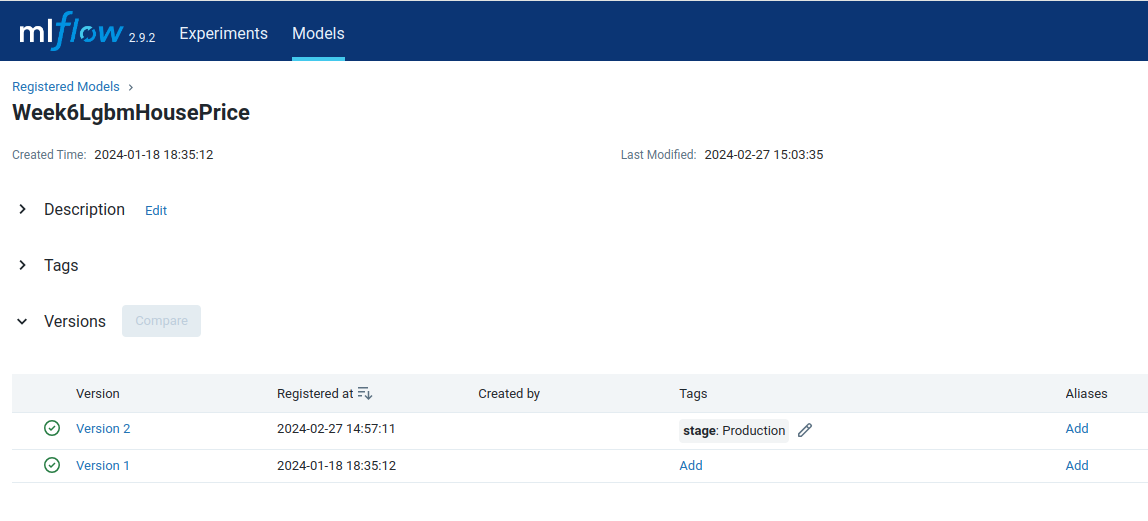 mlflow 2.9.2 Experiments Models
Registered Models ›
Week6LgbmHousePrice
Created Time: 2024-01-18 18:35:12 Last Modified: 2024-02-27 15:03:35
Description Edit
Tags
Versions Compare
Version Registered at Created by Tags Aliases
Version 2 2024-02-27 14:57:11 stage: Production Add
Version 1 2024-01-18 18:35:12 Add Add